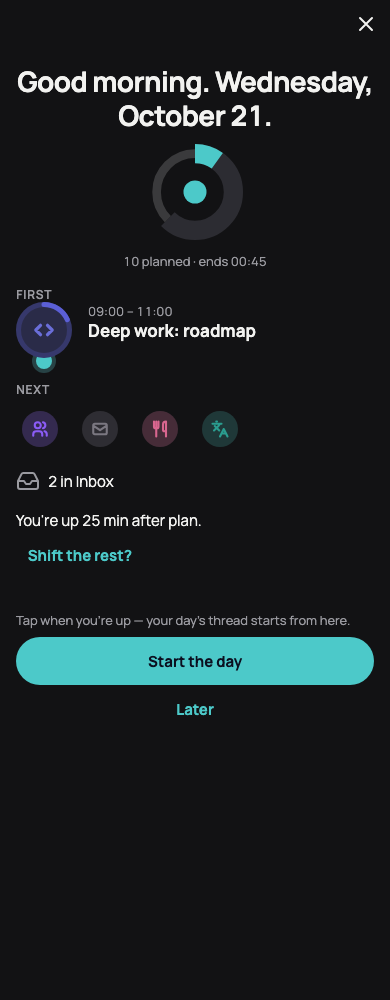 Good morning. Wednesday,
October 21.
10 planned · ends 00:45
FIRST
09:00 – 11:00
Deep work: roadmap
NEXT
2 in Inbox
You're up 25 min after plan.
Shift the rest?
Tap when you're up — your day's thread starts from here.
Start the day
Later